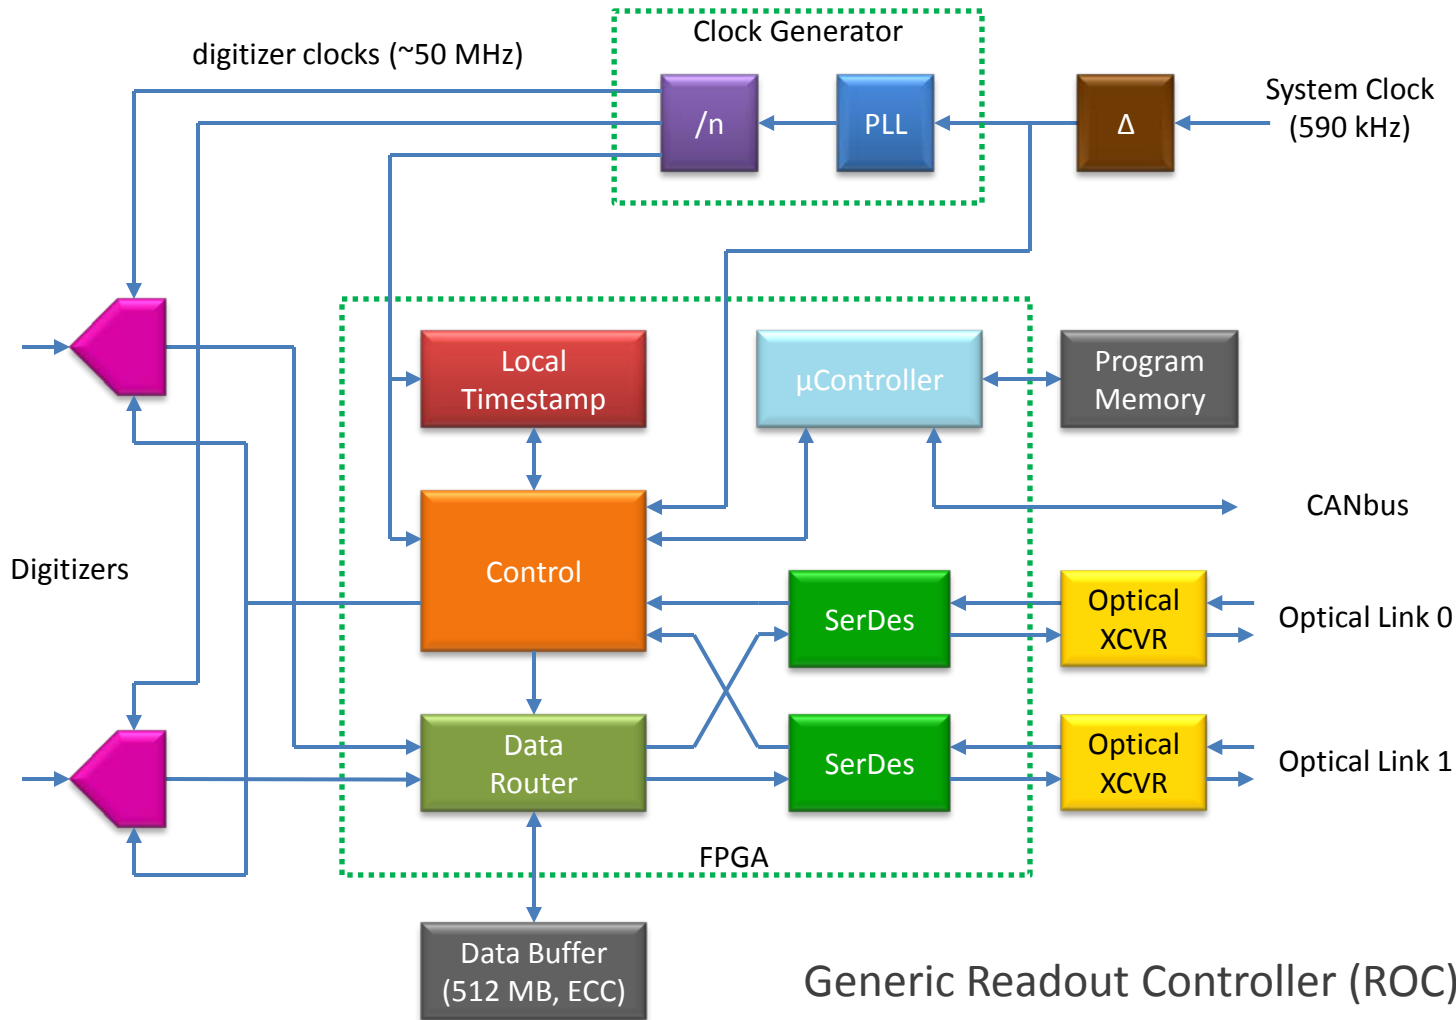 Clock Generator
digitizer clocks (~50 MHz)
/n
PLL
Δ
System Clock
(590 kHz)
Local
Timestamp
µController
Program
Memory
CANbus
Control
Digitizers
SerDes
Optical
XCVR
Optical Link 0
Data
Router
SerDes
Optical
XCVR
Optical Link 1
FPGA
Data Buffer
(512 MB, ECC)
Generic Readout Controller (ROC)